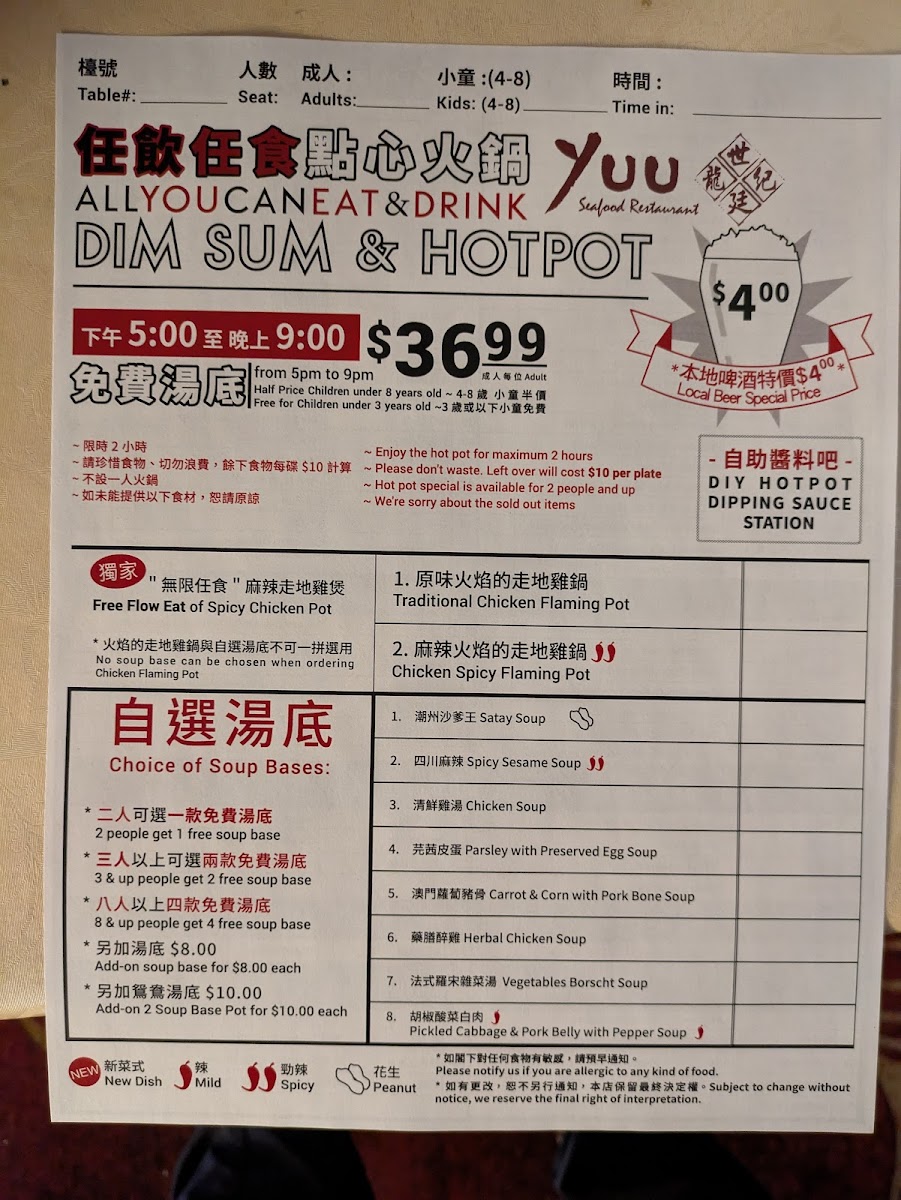 檯號 人數 成人 : 小童 :(4-8) 時間 :
Table#: Seat: Adults: Kids: (4-8) Time in:
任飲任食點心火鍋
ALLYOUCANEAT&DRINK
DIM SUM & HOTPOT
Yuu
Seafood Restaurant
世紀龍廷
$4.00
*本地啤酒特價$4.00*
Local Beer Special Price
下午 5:00 至 晚上 9:00
$36.99
成人每位 Adult
免費湯底
from 5pm to 9pm
Half Price Children under 8 years old ~ 4-8 歲 小童半價
Free for Children under 3 years old ~3 歲或以下小童免費
~ 限時 2 小時
~ 請珍惜食物、切勿浪費，餘下食物每碟 $10 計算
~ 不設一人火鍋
~ 如未能提供以下食材，恕請原諒
~ Enjoy the hot pot for maximum 2 hours
~ Please don't waste. Left over will cost $10 per plate
~ Hot pot special is available for 2 people and up
~ We're sorry about the sold out items
- 自助醬料吧 -
DIY HOTPOT
DIPPING SAUCE
STATION
獨家 " 無限任食 " 麻辣走地雞煲
Free Flow Eat of Spicy Chicken Pot
* 火焰的走地雞鍋與自選湯底不可一拼選用
No soup base can be chosen when ordering
Chicken Flaming Pot
1. 原味火焰的走地雞鍋
Traditional Chicken Flaming Pot
2. 麻辣火焰的走地雞鍋
Chicken Spicy Flaming Pot
自選湯底
Choice of Soup Bases:
* 二人可選一款免費湯底
2 people get 1 free soup base
* 三人以上可選兩款免費湯底
3 & up people get 2 free soup base
* 八人以上四款免費湯底
8 & up people get 4 free soup base
* 另加湯底 $8.00
Add-on soup base for $8.00 each
* 另加鴛鴦湯底 $10.00
Add-on 2 Soup Base Pot for $10.00 each
1. 潮州沙爹王 Satay Soup
2. 四川麻辣 Spicy Sesame Soup
3. 清鮮雞湯 Chicken Soup
4. 芫茜皮蛋 Parsley with Preserved Egg Soup
5. 澳門蘿蔔豬骨 Carrot & Corn with Pork Bone Soup
6. 藥膳醉雞 Herbal Chicken Soup
7. 法式羅宋雜菜湯 Vegetables Borscht Soup
8. 胡椒酸菜白肉
Pickled Cabbage & Pork Belly with Pepper Soup
NEW 新菜式
New Dish
辣
Mild
勁辣
Spicy
花生
Peanut
* 如閣下對任何食物有敏感，請預早通知。
Please notify us if you are allergic to any kind of food.
* 如有更改，恕不另行通知，本店保留最終決定權。Subject to change without
notice, we reserve the final right of interpretation.